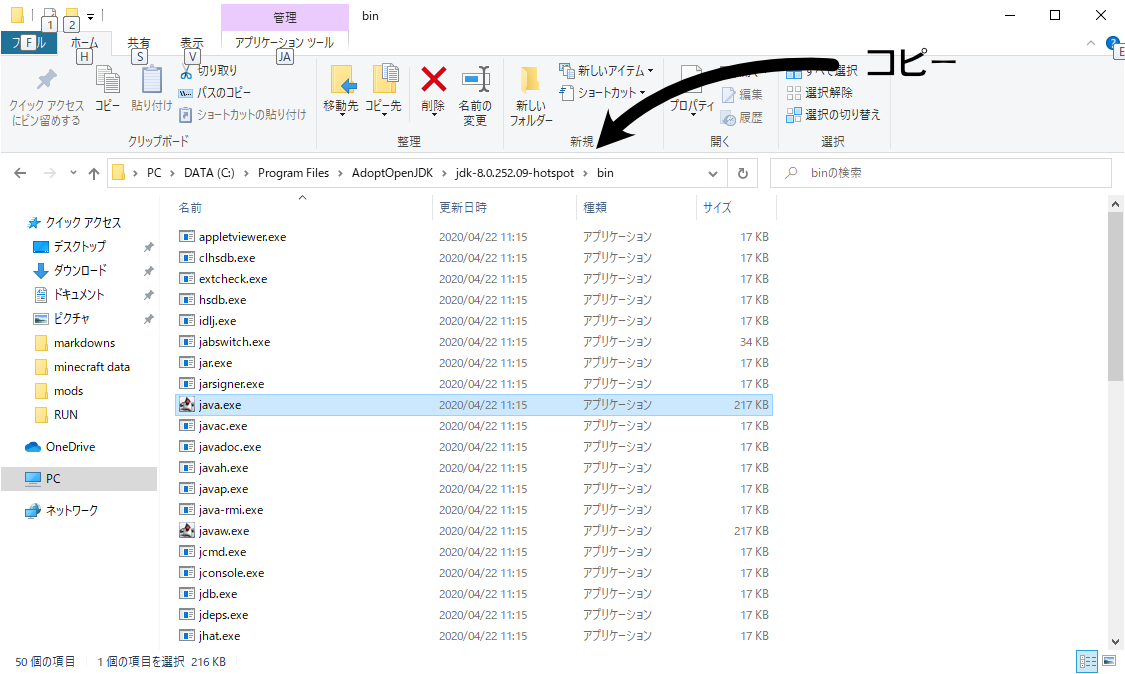 管理
bin
1
2
ファイル
F
ホーム
H
共有
S
表示
V
アプリケーション ツール
JA
E
コピー
クイック アクセス
にピン留めする
コピー
貼り付け
切り取り
パスのコピー
ショートカットの貼り付け
クリップボード
移動先
コピー先
削除
名前の
変更
整理
新しい
フォルダー
新しいアイテム
ショートカット
新規
プロパティ
編集
履歴
開く
すべて選択
選択解除
選択の切り替え
選択
PC > DATA (C:) > Program Files > AdoptOpenJDK > jdk-8.0.252.09-hotspot > bin
binの検索
クイック アクセス
デスクトップ
ダウンロード
ドキュメント
ピクチャ
markdowns
minecraft data
mods
RUN
OneDrive
PC
ネットワーク
名前 更新日時 種類 サイズ
appletviewer.exe 2020/04/22 11:15 アプリケーション 17 KB
clhsdb.exe 2020/04/22 11:15 アプリケーション 17 KB
extcheck.exe 2020/04/22 11:15 アプリケーション 17 KB
hsdb.exe 2020/04/22 11:15 アプリケーション 17 KB
idlj.exe 2020/04/22 11:15 アプリケーション 17 KB
jabswitch.exe 2020/04/22 11:15 アプリケーション 34 KB
jar.exe 2020/04/22 11:15 アプリケーション 17 KB
jarsigner.exe 2020/04/22 11:15 アプリケーション 17 KB
java.exe 2020/04/22 11:15 アプリケーション 217 KB
javac.exe 2020/04/22 11:15 アプリケーション 17 KB
javadoc.exe 2020/04/22 11:15 アプリケーション 17 KB
javah.exe 2020/04/22 11:15 アプリケーション 17 KB
javap.exe 2020/04/22 11:15 アプリケーション 17 KB
java-rmi.exe 2020/04/22 11:15 アプリケーション 17 KB
javaw.exe 2020/04/22 11:15 アプリケーション 217 KB
jcmd.exe 2020/04/22 11:15 アプリケーション 17 KB
jconsole.exe 2020/04/22 11:15 アプリケーション 17 KB
jdb.exe 2020/04/22 11:15 アプリケーション 17 KB
jdeps.exe 2020/04/22 11:15 アプリケーション 17 KB
jhat.exe 2020/04/22 11:15 アプリケーション 17 KB
50 個の項目 1 個の項目を選択 216 KB